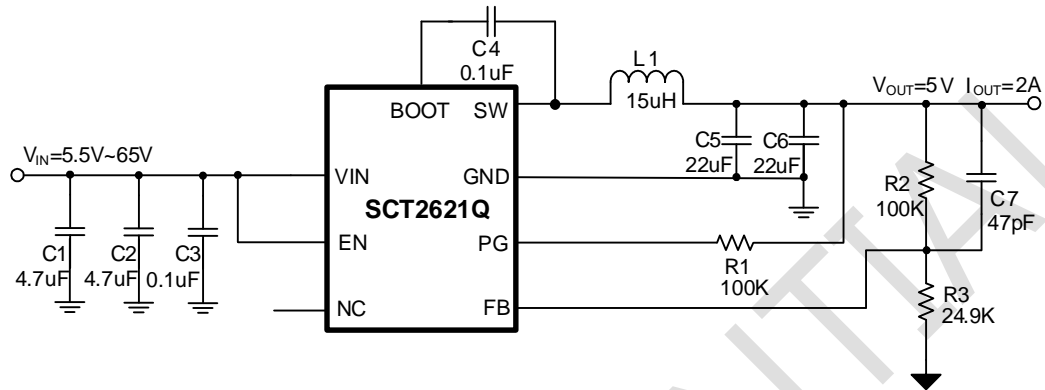 C4
0.1uF
L1
15uH
BOOT
SW
VOUT=5V
IOUT=2A
VIN=5.5V~65V
VIN
C5
22uF
C6
22uF
GND
SCT2621Q
R2
100K
C7
47pF
C1
4.7uF
C2
4.7uF
C3
0.1uF
EN
PG
R1
100K
NC
FB
R3
24.9K
NTIAL